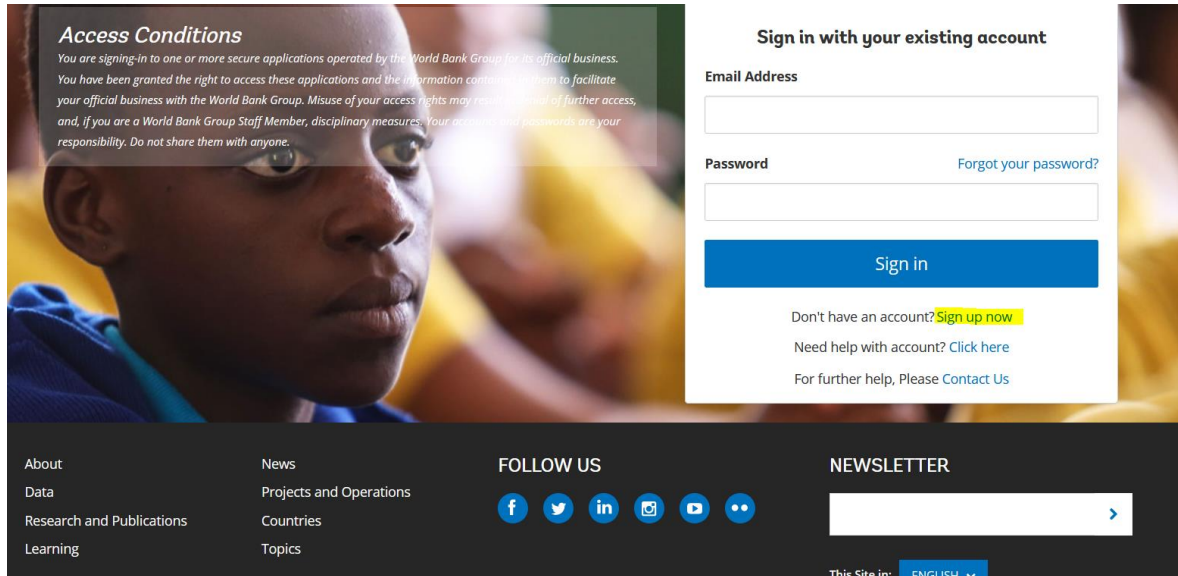 Access Conditions
You are signing-in to one or more secure applications operated by the World Bank Group for its official business.
You have been granted the right to access these applications and the information contained in them to facilitate
your official business with the World Bank Group. Misuse of your access rights may result in denial of further access,
and, if you are a World Bank Group Staff Member, disciplinary measures. Your accounts and passwords are your
responsibility. Do not share them with anyone.
Sign in with your existing account
Email Address
Password
Forgot your password?
Sign in
Don't have an account? Sign up now
Need help with account? Click here
For further help, Please Contact Us
About
Data
Research and Publications
Learning
News
Projects and Operations
Countries
Topics
FOLLOW US
NEWSLETTER
This Site in: ENGLISH